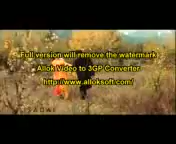 Full version will remove the watermark
Allok Video to 3GP Converter
http://www.alloksoft.com/